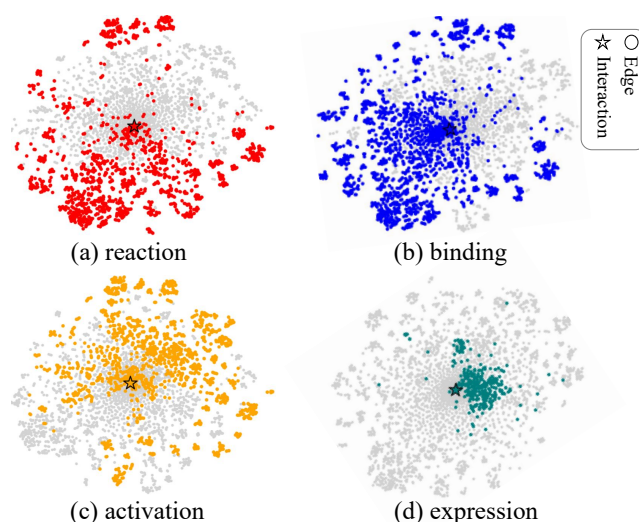 ○ Edge
☆ Interaction
(a) reaction
(b) binding
(c) activation
(d) expression